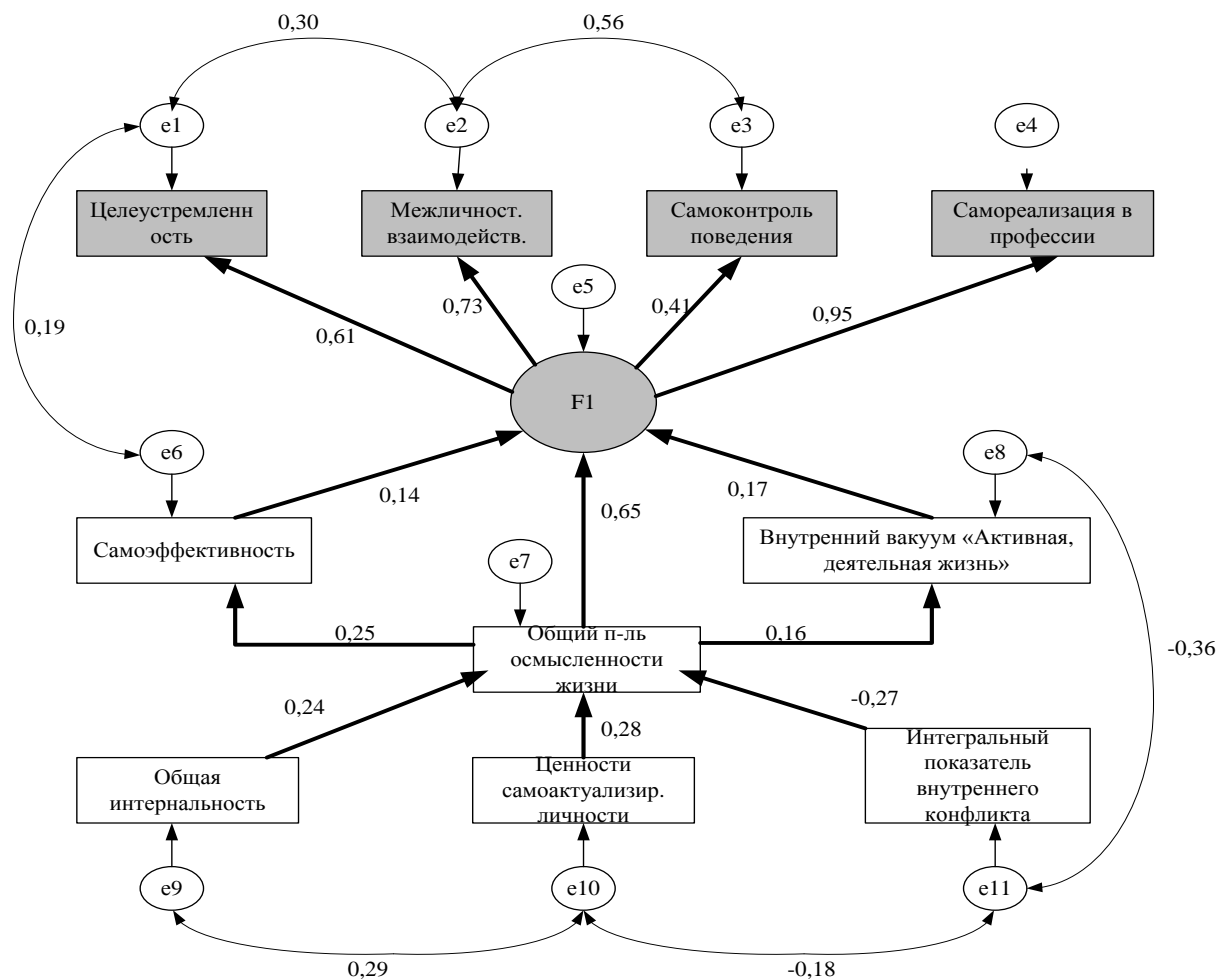 0,30
0,56
e1
e2
e3
e4
Целеустремленн
ость
Межличност.
взаимодейств.
Самоконтроль
поведения
Самореализация в
профессии
e5
0,19
0,61
0,73
0,41
0,95
F1
e6
e8
0,14
0,65
0,17
Самоэффективность
Внутренний вакуум «Активная,
деятельная жизнь»
e7
0,25
Общий п-ль
осмысленности
жизни
0,16
-0,36
0,24
0,28
-0,27
Общая
интернальность
Ценности
самоактуализир.
личности
Интегральный
показатель
внутреннего
конфликта
e9
e10
e11
0,29
-0,18